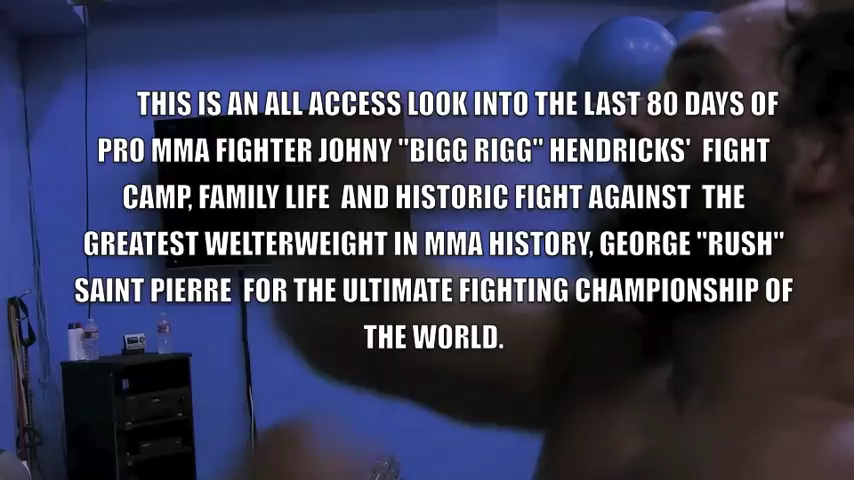 THIS IS AN ALL ACCESS LOOK INTO THE LAST 80 DAYS OF
PRO MMA FIGHTER JOHNY "BIGG RIGG" HENDRICKS' FIGHT
CAMP, FAMILY LIFE AND HISTORIC FIGHT AGAINST THE
GREATEST WELTERWEIGHT IN MMA HISTORY, GEORGE "RUSH"
SAINT PIERRE FOR THE ULTIMATE FIGHTING CHAMPIONSHIP OF
THE WORLD.